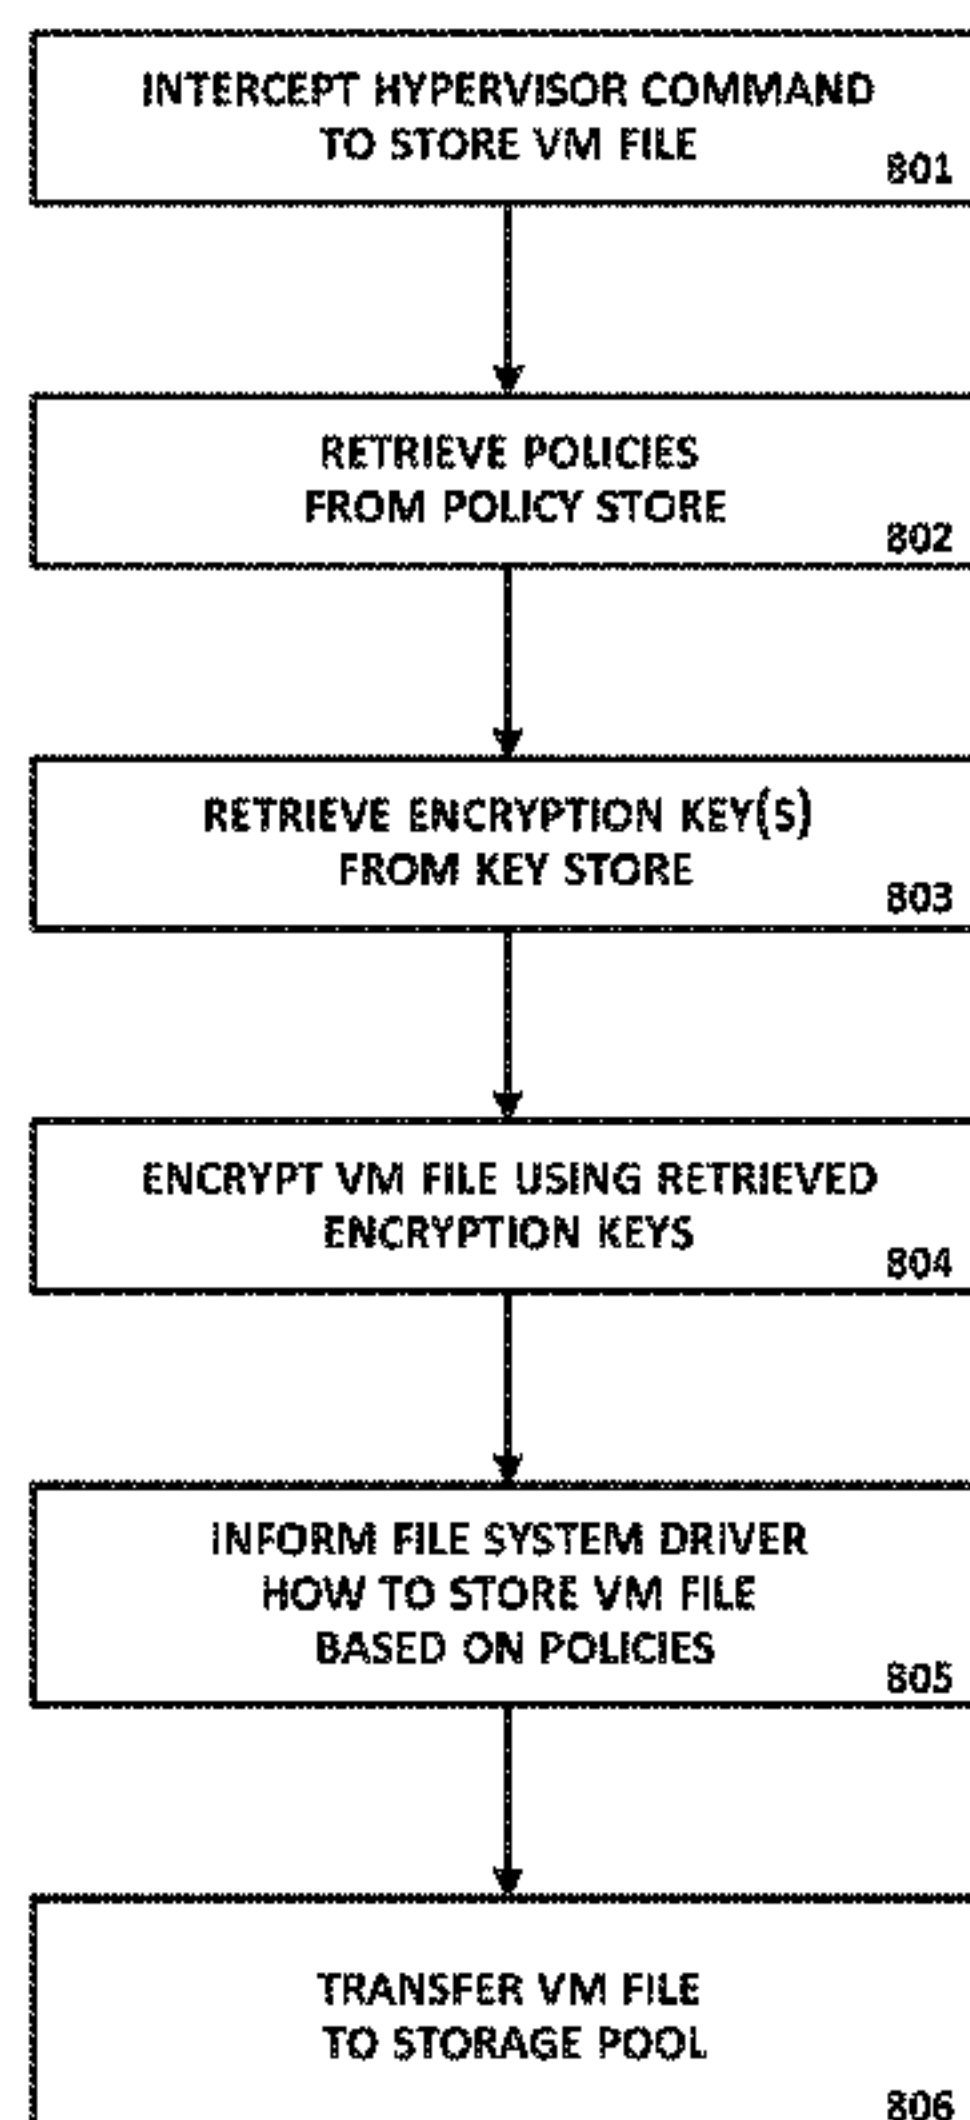 INTERCEPT HYPERVISOR COMMAND
TO STORE VM FILE
801
RETRIEVE POLICIES
FROM POLICY STORE
802
RETRIEVE ENCRYPTION KEY(S)
FROM KEY STORE
803
ENCRYPT VM FILE USING RETRIEVED
ENCRYPTION KEYS
804
INFORM FILE SYSTEM DRIVER
HOW TO STORE VM FILE
BASED ON POLICIES
805
TRANSFER VM FILE
TO STORAGE POOL
806